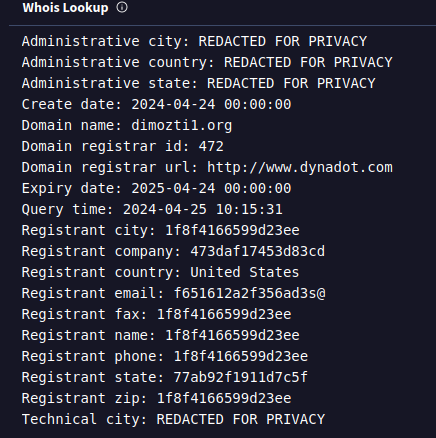 Whois Lookup
Administrative city: REDACTED FOR PRIVACY
Administrative country: REDACTED FOR PRIVACY
Administrative state: REDACTED FOR PRIVACY
Create date: 2024-04-24 00:00:00
Domain name: dimozti1.org
Domain registrar id: 472
Domain registrar url: http://www.dynadot.com
Expiry date: 2025-04-24 00:00:00
Query time: 2024-04-25 10:15:31
Registrant city: 1f8f4166599d23ee
Registrant company: 473daf17453d83cd
Registrant country: United States
Registrant email: f651612a2f356ad3s@
Registrant fax: 1f8f4166599d23ee
Registrant name: 1f8f4166599d23ee
Registrant phone: 1f8f4166599d23ee
Registrant state: 77ab92f1911d7c5f
Registrant zip: 1f8f4166599d23ee
Technical city: REDACTED FOR PRIVACY